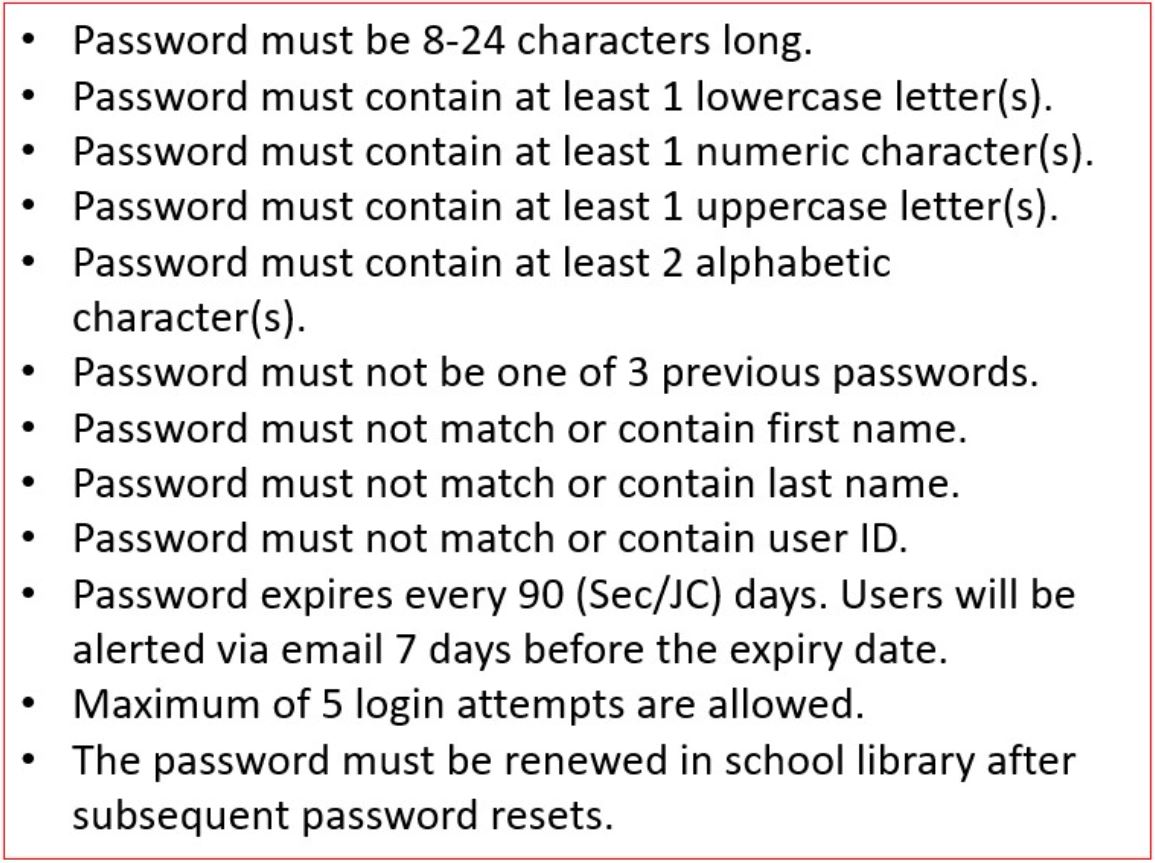 • Password must be 8-24 characters long.
• Password must contain at least 1 lowercase letter(s).
• Password must contain at least 1 numeric character(s).
• Password must contain at least 1 uppercase letter(s).
• Password must contain at least 2 alphabetic
character(s).
• Password must not be one of 3 previous passwords.
• Password must not match or contain first name.
• Password must not match or contain last name.
• Password must not match or contain user ID.
• Password expires every 90 (Sec/JC) days. Users will be
alerted via email 7 days before the expiry date.
• Maximum of 5 login attempts are allowed.
• The password must be renewed in school library after
subsequent password resets.